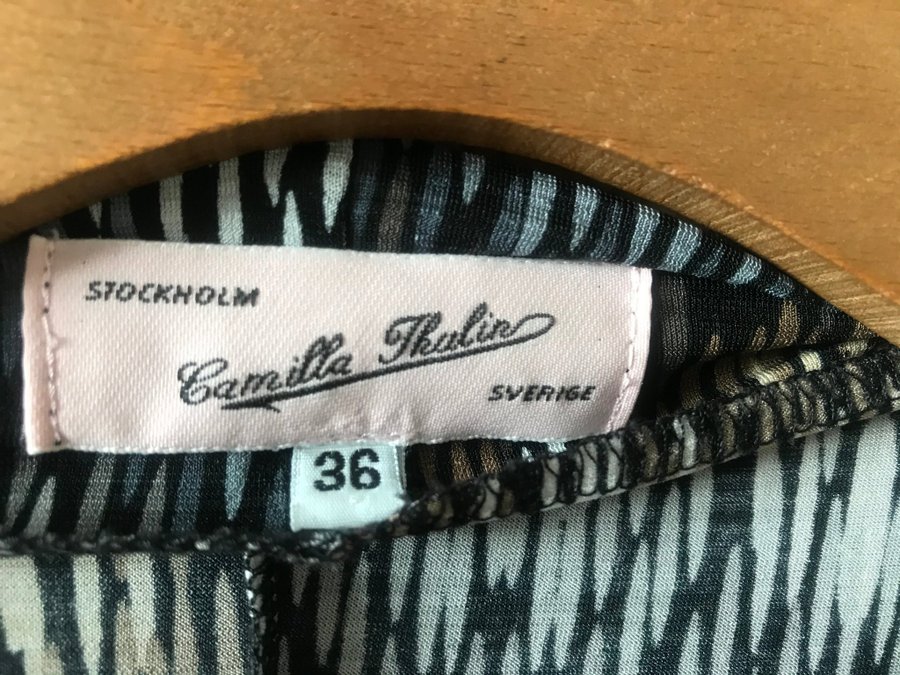 STOCKHOLM
Camilla Thulin
SVERIGE
36